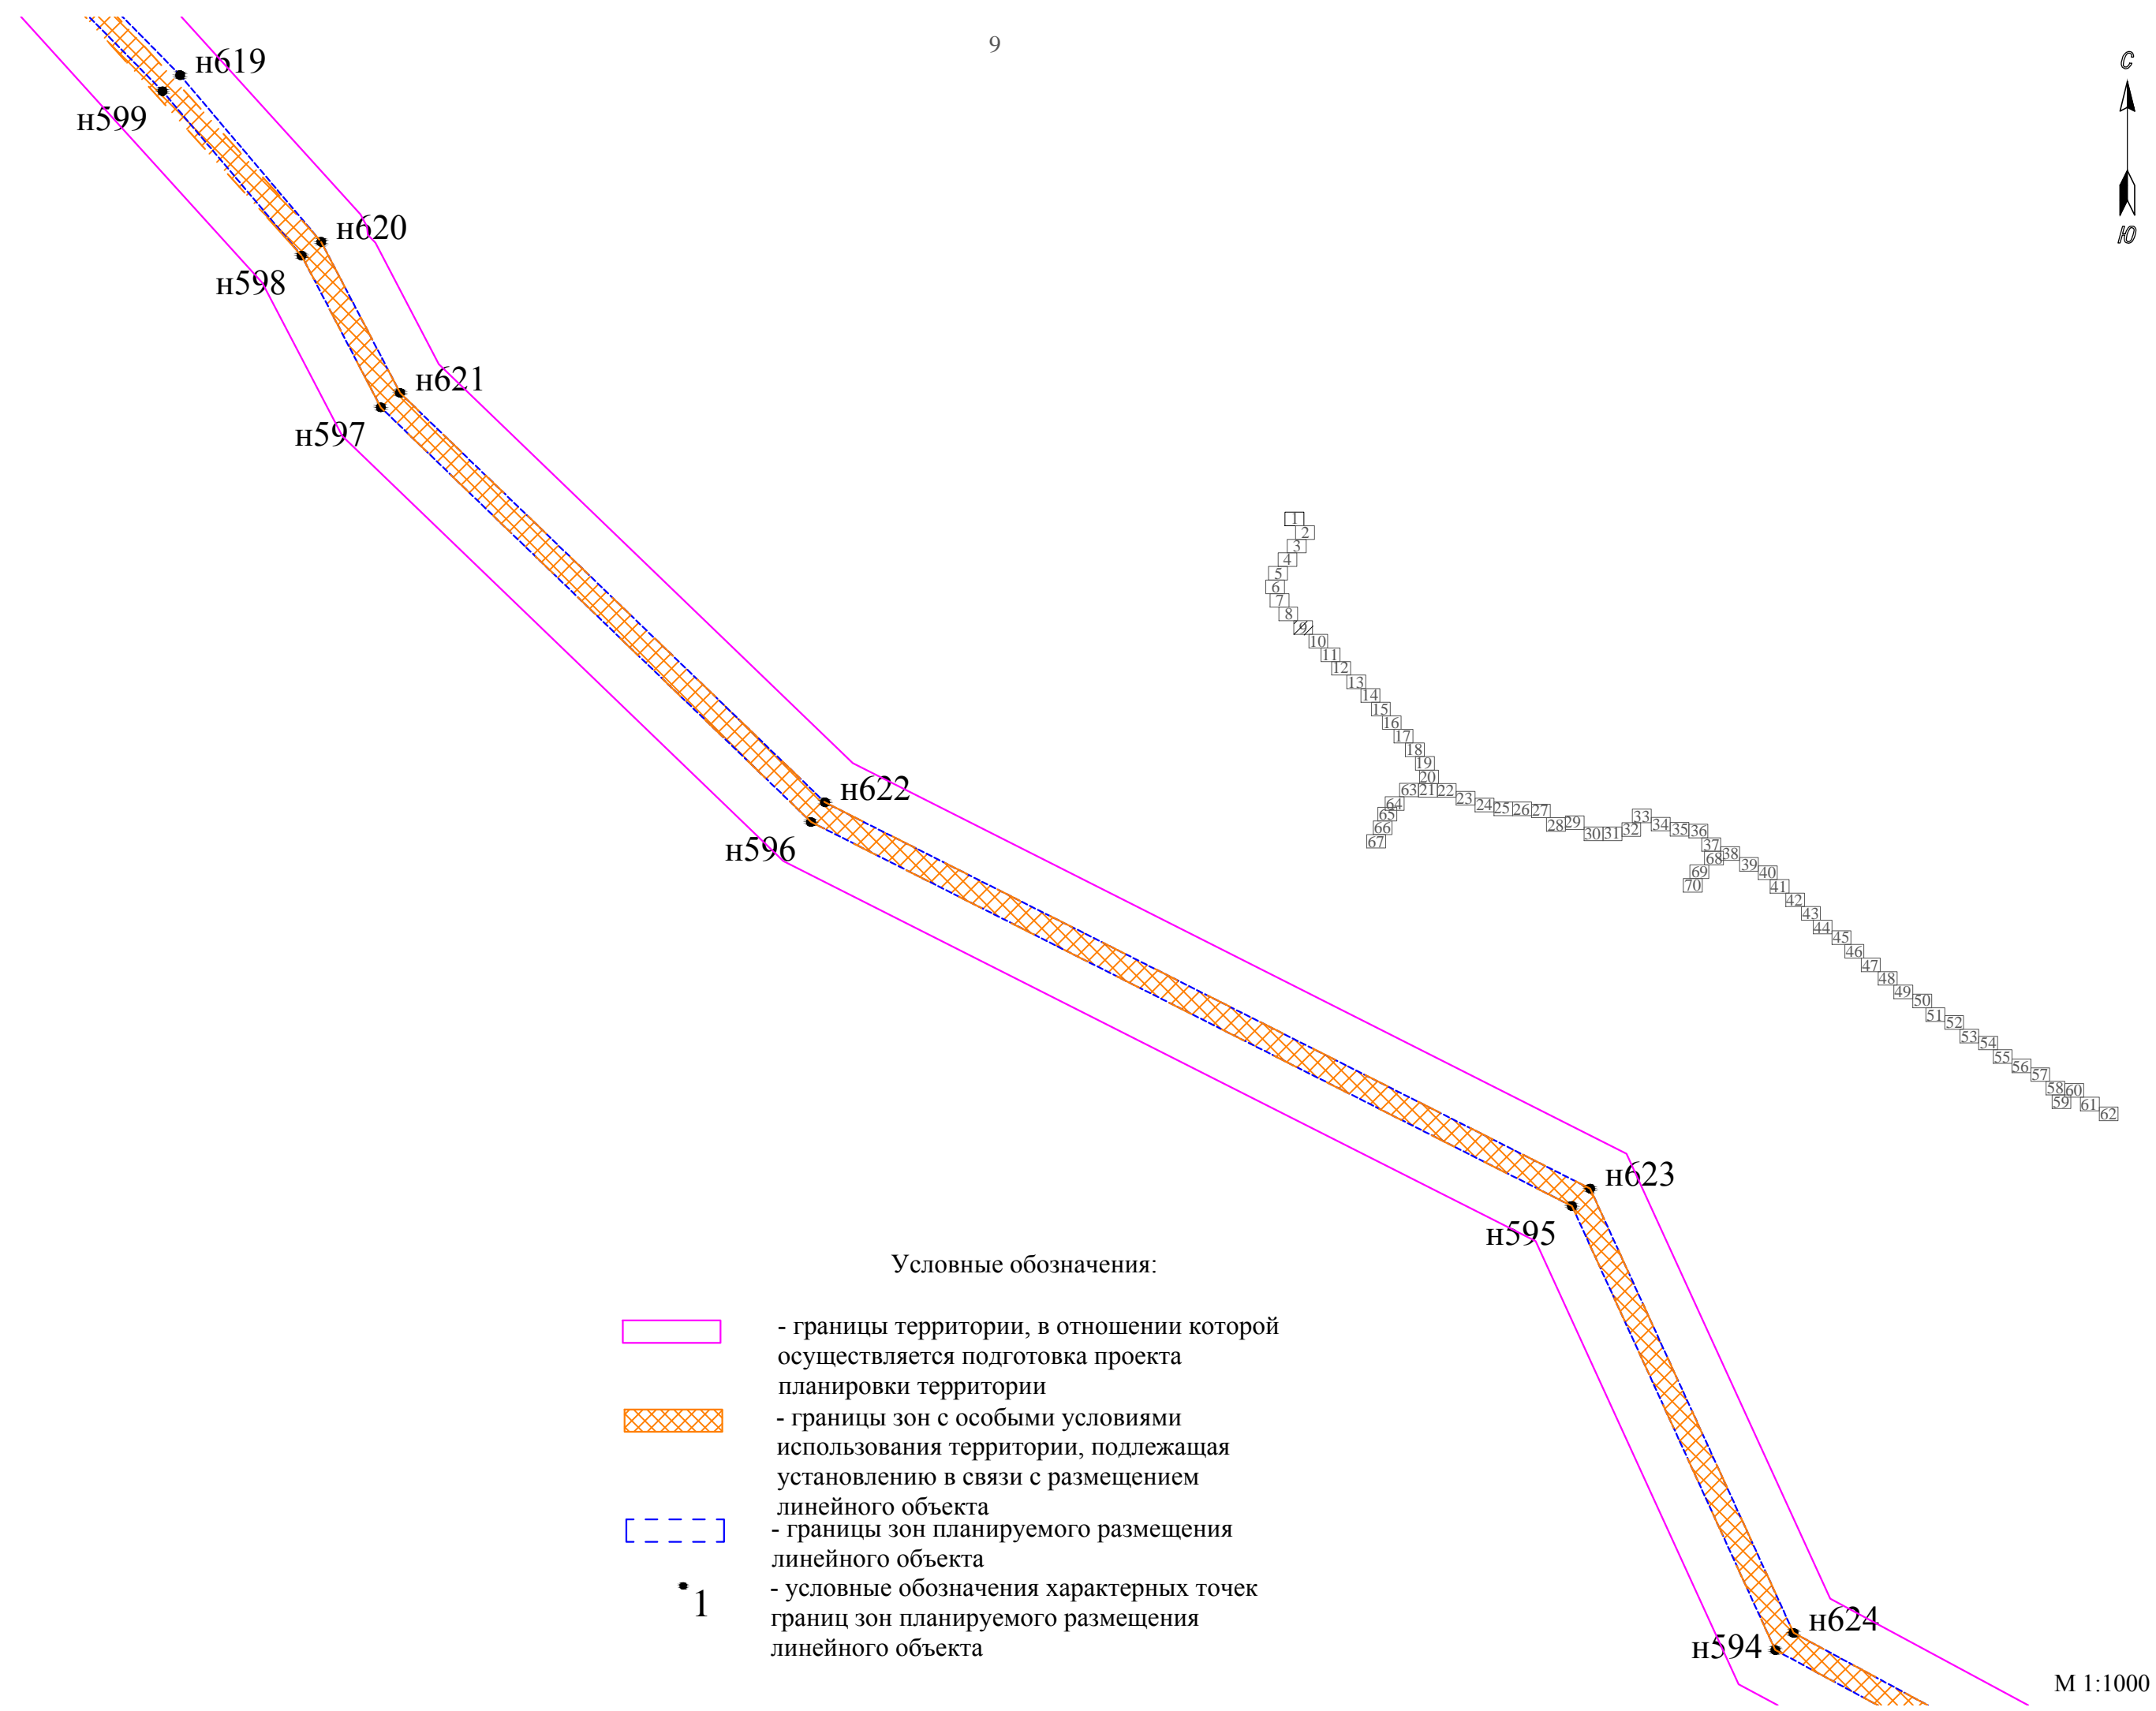 9
С
Ю
н619
н599
н620
н598
н621
н597
н622
н596
н623
н595
н624
н594
1
2
3
4
5
6
7
8
9
10
11
12
13
14
15
16
17
18
19
20
63 21 22
23
64
24
25 26 27
65
33
28 29
34
66
35 36
32
30 31
67
37
38
68
39
69
40
70
41
42
43
44
45
46
47
48
49
50
51
52
53
54
55
56
57
58 60
59
61
62
Условные обозначения:
- границы территории, в отношении которой
осуществляется подготовка проекта
планировки территории
- границы зон с особыми условиями
использования территории, подлежащая
установлению в связи с размещением
линейного объекта
- границы зон планируемого размещения
линейного объекта
1
- условные обозначения характерных точек
границ зон планируемого размещения
линейного объекта
М 1:1000